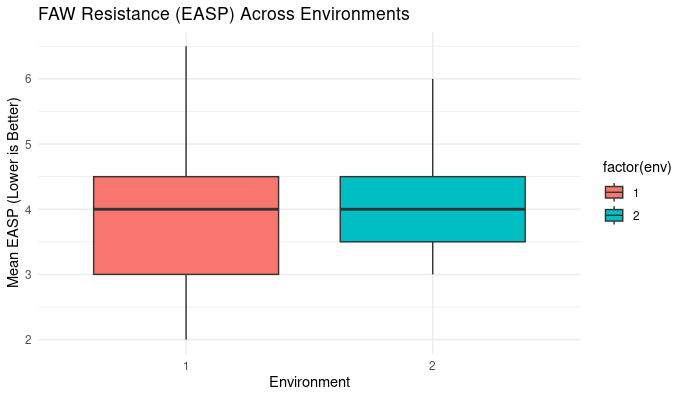 FAW Resistance (EASP) Across Environments
Mean EASP (Lower is Better)
6
5
4
3
2
1
2
Environment
factor(env)
1
2